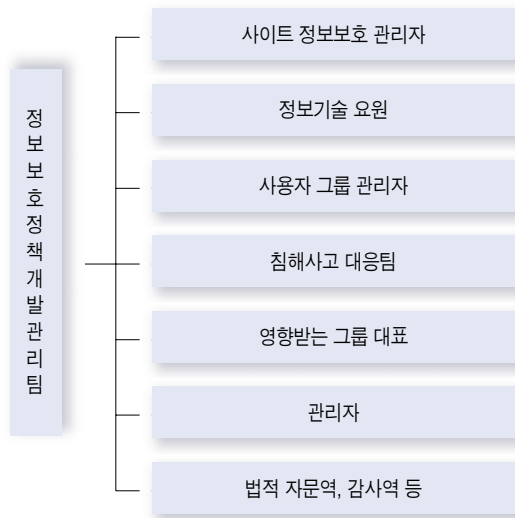 정보보호정책개발관리팀
사이트 정보보호 관리자
정보기술 요원
사용자 그룹 관리자
침해사고 대응팀
영향받는 그룹 대표
관리자
법적 자문역, 감사역 등